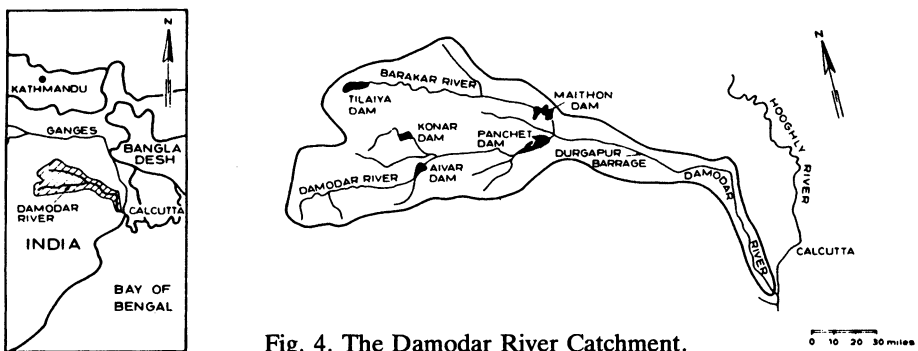 N
KATHMANDU
GANGES
BANGLA
DESH
DAMODAR
RIVER
CALCUTTA
INDIA
BAY OF
BENGAL
N
BARAKAR RIVER
TILAIYA
DAM
MAITHON
DAM
KONAR
DAM
PANCHET
DAM
DURGAPUR
BARRAGE
AIVAR
DAM
DAMODAR RIVER
DAMODAR
RIVER
HOOGHLY RIVER
CALCUTTA
0 10 20 30 miles
Fig. 4. The Damodar River Catchment.